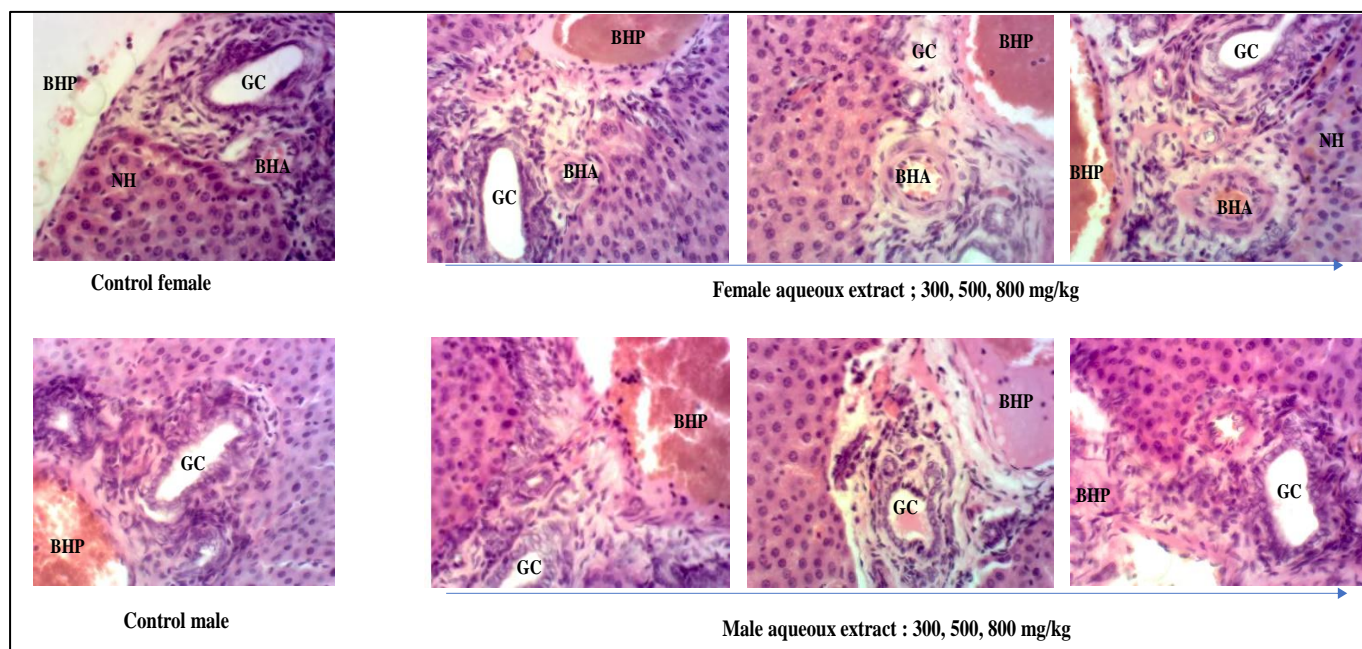 BHP
GC
NH
BHA
Control female
BHP
BHA
GC
GC
BHP
BHA
GC
NH
BHP
BHA
Female aqueoux extract ; 300, 500, 800 mg/kg
GC
BHP
Control male
BHP
GC
BHP
GC
BHP
GC
Male aqueoux extract : 300, 500, 800 mg/kg